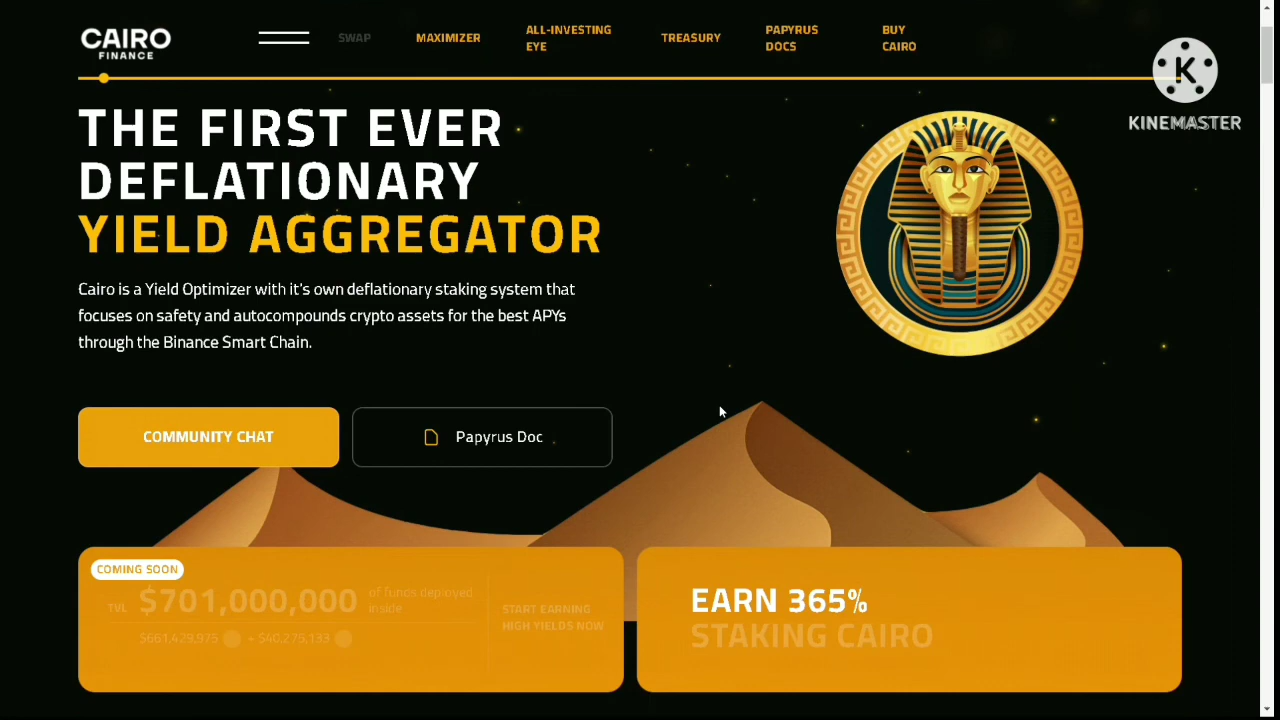 CAIRO
FINANCE
SWAP
MAXIMIZER
ALL-INVESTING
EYE
TREASURY
PAPYRUS
DOCS
BUY
CAIRO
K
KINEMASTER
THE FIRST EVER
DEFLATIONARY
YIELD AGGREGATOR
Cairo is a Yield Optimizer with it's own deflationary staking system that
focuses on safety and autocompounds crypto assets for the best APYs
through the Binance Smart Chain.
COMMUNITY CHAT
Papyrus Doc
COMING SOON
TVL
$701,000,000
of funds deployed
inside
$661,429,975 + $40,275,133
START EARNING
HIGH YIELDS NOW
EARN 365%
STAKING CAIRO